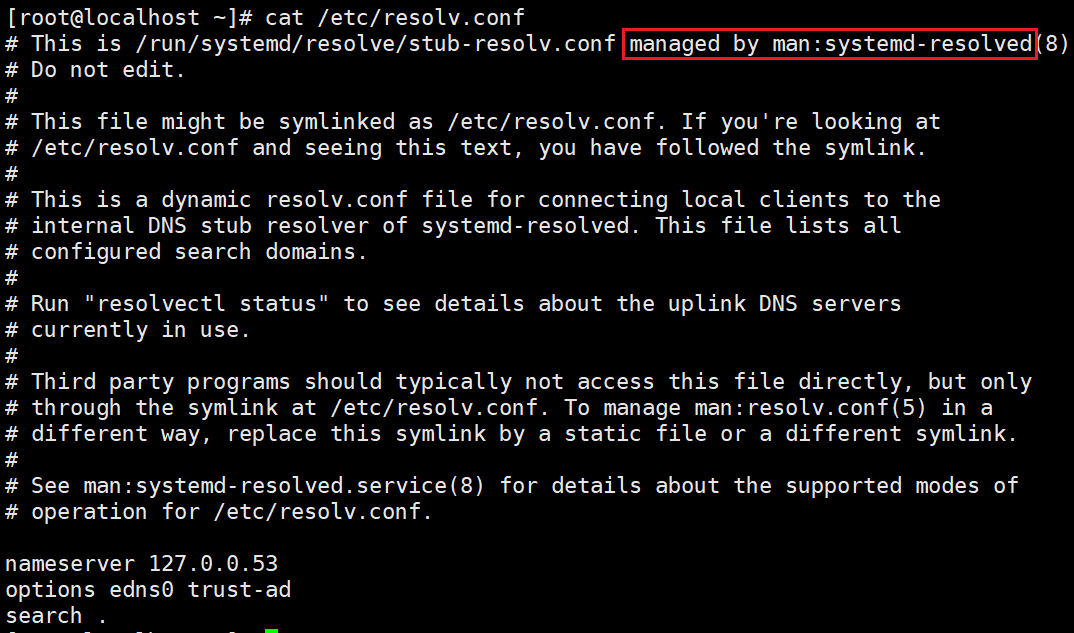 [root@localhost ~]# cat /etc/resolv.conf
# This is /run/systemd/resolve/stub-resolv.conf managed by man:systemd-resolved(8)
# Do not edit.
#
# This file might be symlinked as /etc/resolv.conf. If you're looking at
# /etc/resolv.conf and seeing this text, you have followed the symlink.
#
# This is a dynamic resolv.conf file for connecting local clients to the
# internal DNS stub resolver of systemd-resolved. This file lists all
# configured search domains.
#
# Run "resolvectl status" to see details about the uplink DNS servers
# currently in use.
#
# Third party programs should typically not access this file directly, but only
# through the symlink at /etc/resolv.conf. To manage man:resolv.conf(5) in a
# different way, replace this symlink by a static file or a different symlink.
#
# See man:systemd-resolved.service(8) for details about the supported modes of
# operation for /etc/resolv.conf.

nameserver 127.0.0.53
options edns0 trust-ad
search .